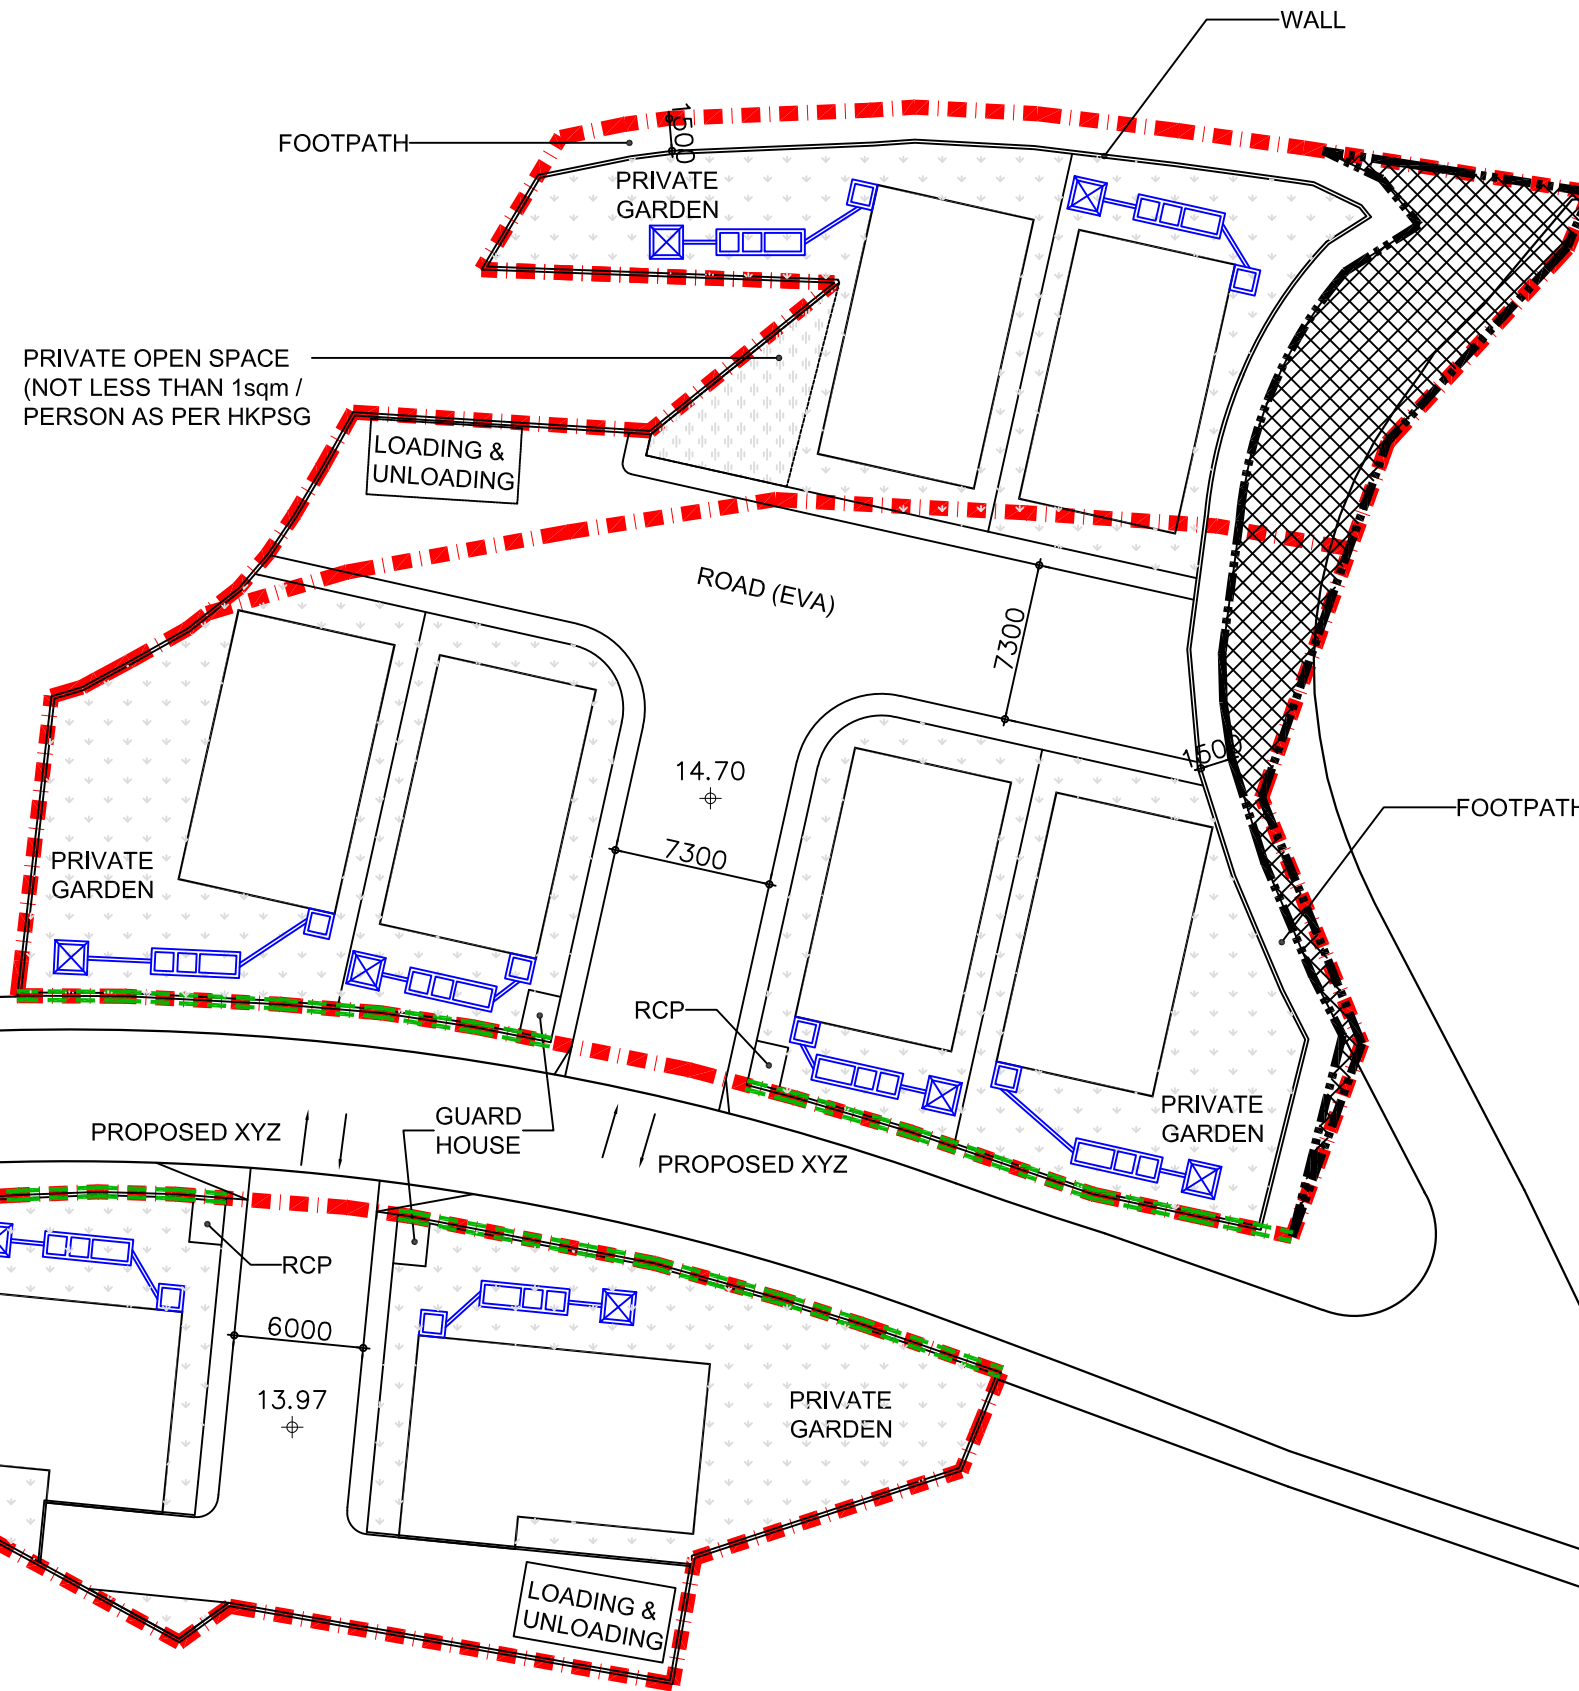 WALL
FOOTPATH
1500
PRIVATE
GARDEN
PRIVATE OPEN SPACE
(NOT LESS THAN 1sqm /
PERSON AS PER HKPSG
LOADING &
UNLOADING
ROAD (EVA)
7300
1500
14.70
FOOTPATH
7300
PRIVATE
GARDEN
RCP
PRIVATE
GARDEN
GUARD
HOUSE
PROPOSED XYZ
PROPOSED XYZ
RCP
6000
13.97
PRIVATE
GARDEN
LOADING &
UNLOADING